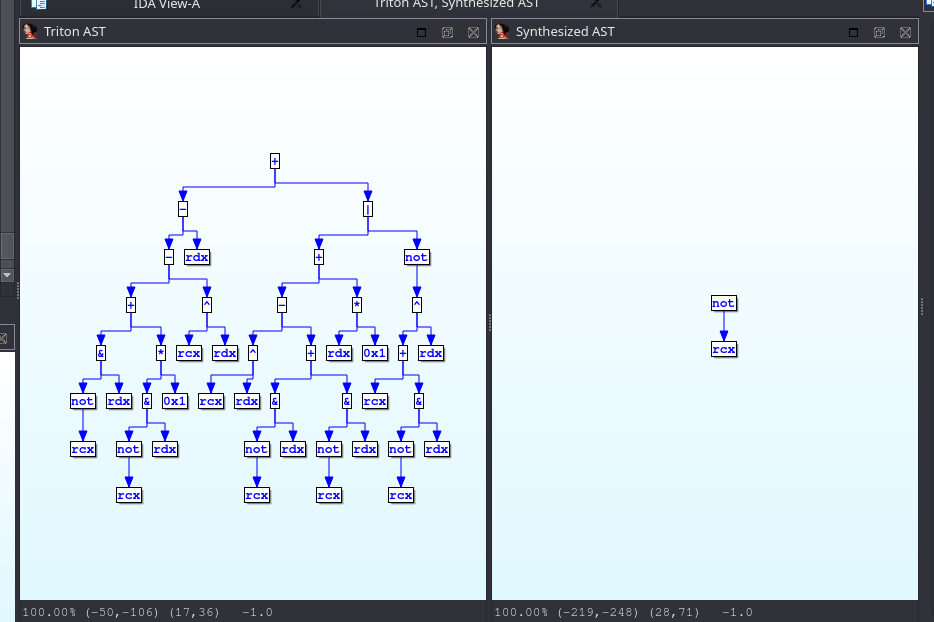 IDA View-A
Triton AST, Synthesized AST
Triton AST
Synthesized AST
+
- |
- rdx + not
+ ^ - * ^
& * rcx rdx ^ + rdx 0x1 + rdx
not rdx & 0x1 rcx rdx & & rcx &
rcx not rdx not rdx not rdx not rdx
rcx rcx rcx rcx
not
rcx
100.00% (-50,-106) (17,36) -1.0
100.00% (-219,-248) (28,71) -1.0